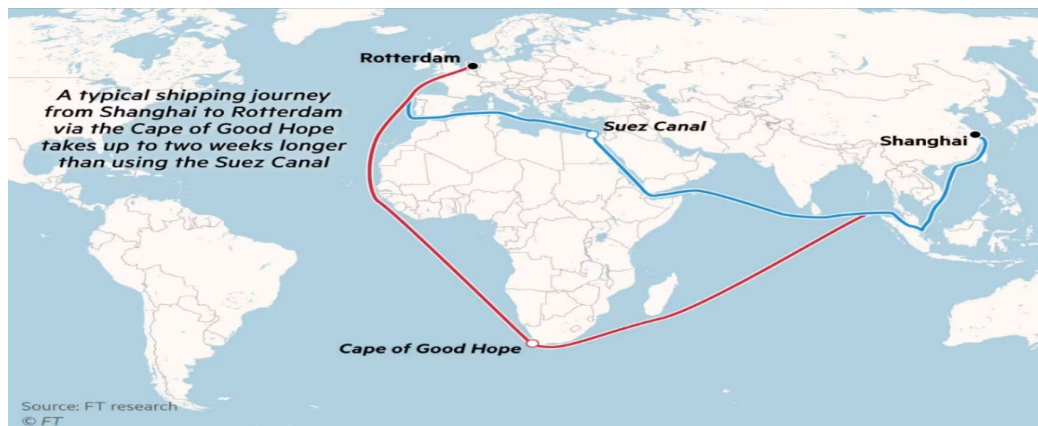 Rotterdam
A typical shipping journey
from Shanghai to Rotterdam
via the Cape of Good Hope
takes up to two weeks longer
than using the Suez Canal
Suez Canal
Shanghai
Cape of Good Hope
Source: FT research
© FT